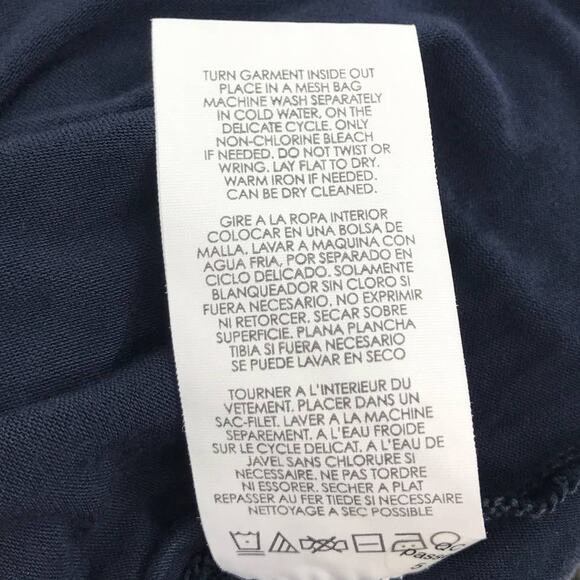 TURN GARMENT INSIDE OUT
PLACE IN A MESH BAG
MACHINE WASH SEPARATELY
IN COLD WATER, ON THE
DELICATE CYCLE. ONLY
NON-CHLORINE BLEACH
IF NEEDED. DO NOT TWIST OR
WRING. LAY FLAT TO DRY.
WARM IRON IF NEEDED.
CAN BE DRY CLEANED.
GIRE A LA ROPA INTERIOR
COLOCAR EN UNA BOLSA DE
MALLA. LAVAR A MAQUINA CON
AGUA FRIA, POR SEPARADO EN
CICLO DELICADO. SOLAMENTE
BLANQUEADOR SIN CLORO SI
FUERA NECESARIO. NO EXPRIMIR
NI RETORCER. SECAR SOBRE
SUPERFICIE. PLANA PLANCHA
TIBIA SI FUERA NECESARIO
SE PUEDE LAVAR EN SECO
TOURNER A L'INTERIEUR DU
VETEMENT. PLACER DANS UN
SAC-FILET. LAVER A LA MACHINE
SEPAREMENT. A L'EAU FROIDE
SUR LE CYCLE DELICAT. A L'EAU DE
JAVEL SANS CHLORURE SI
NECESSAIRE. NE PAS TORDRE
NI ESSORER. SECHER A PLAT
REPASSER AU FER TIEDE SI NECESSAIRE
NETTOYAGE A SEC POSSIBLE